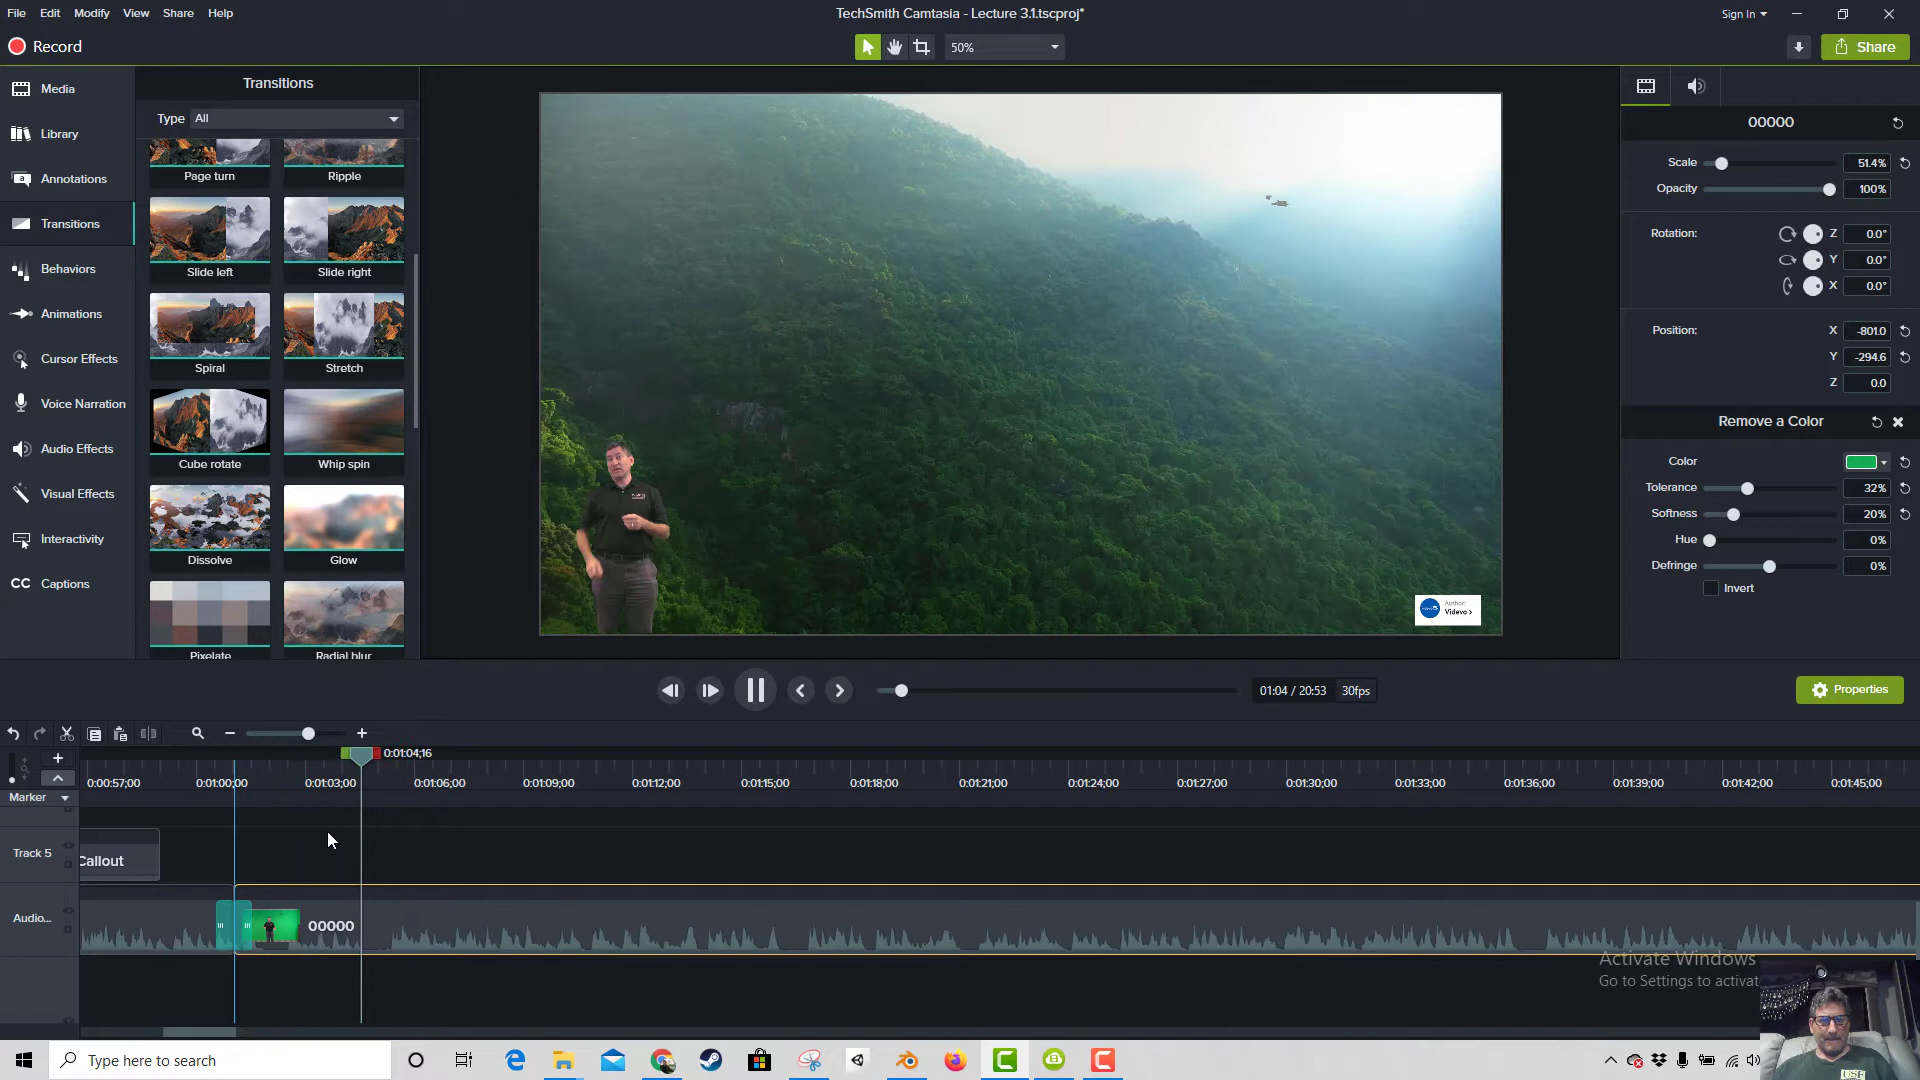 File Edit Modify View Share Help
TechSmith Camtasia - Lecture 3.1.tscproj*
Sign In
Record
50%
Share
Media
Library
Annotations
Transitions
Behaviors
Animations
Cursor Effects
Voice Narration
Audio Effects
Visual Effects
Interactivity
CC Captions
Transitions
Type All
Page turn Ripple
Slide left Slide right
Spiral Stretch
Cube rotate Whip spin
Dissolve Glow
Pixelate Radial blur
Author:
Videvo >
00000
Scale 51.4%
Opacity 100%
Rotation: Z 0.0°
Y 0.0°
X 0.0°
Position: X -801.0
Y -294.6
Z 0.0
Remove a Color
Color
Tolerance 32%
Softness 20%
Hue 0%
Defringe 0%
Invert
01:04 / 20:53 30fps
Properties
0:01:04;16
0:00:57;00 0:01:00;00 0:01:03;00 0:01:06;00 0:01:09;00 0:01:12;00 0:01:15;00 0:01:18;00 0:01:21;00 0:01:24;00 0:01:27;00 0:01:30;00 0:01:33;00 0:01:36;00 0:01:39;00 0:01:42;00 0:01:45;00
Marker
Track 5
Callout
Audio...
00000
Activate Windows
Go to Settings to activat
Type here to search
USF